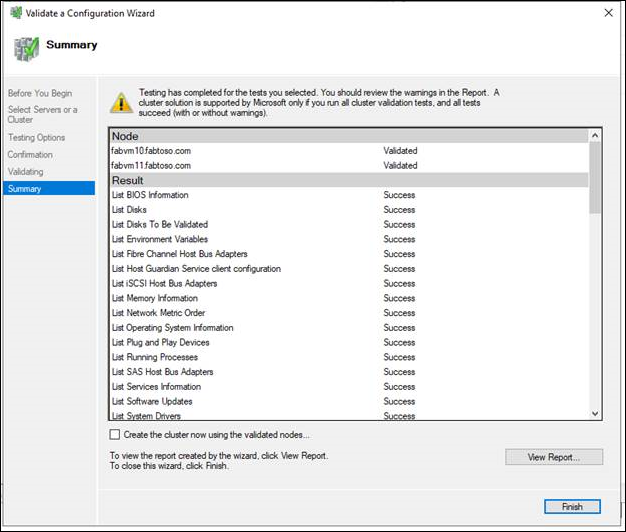 Validate a Configuration Wizard
Summary
Before You Begin
Select Servers or a
Cluster
Testing Options
Confirmation
Validating
Summary
Testing has completed for the tests you selected. You should review the warnings in the Report. A
cluster solution is supported by Microsoft only if you run all cluster validation tests, and all tests
succeed (with or without warnings).
Node
fabvm10.fabtoso.com Validated
fabvm11.fabtoso.com Validated
Result
List BIOS Information Success
List Disks Success
List Disks To Be Validated Success
List Environment Variables Success
List Fibre Channel Host Bus Adapters Success
List Host Guardian Service client configuration Success
List iSCSI Host Bus Adapters Success
List Memory Information Success
List Network Metric Order Success
List Operating System Information Success
List Plug and Play Devices Success
List Running Processes Success
List SAS Host Bus Adapters Success
List Services Information Success
List Software Updates Success
List System Drivers Success
Create the cluster now using the validated nodes...
To view the report created by the wizard, click View Report.
To close this wizard, click Finish.
View Report...
Finish